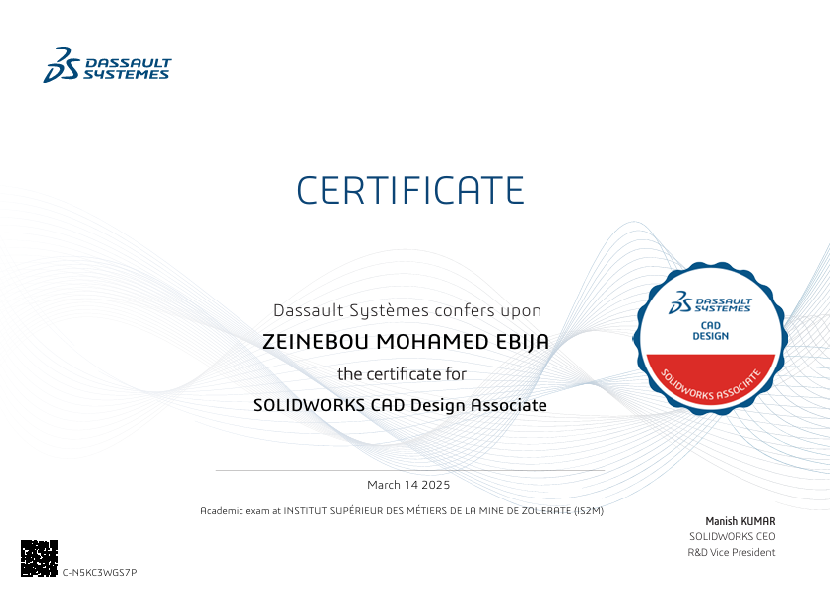 DASSAULT
SYSTEMES
CERTIFICATE
Dassault Systèmes confers upon
ZEINEBOU MOHAMED EBIJA
the certificate for
SOLIDWORKS CAD Design Associate
DASSAULT
SYSTEMES
CAD
DESIGN
SOLIDWORKS ASSOCIATE
March 14 2025
Academic exam at INSTITUT SUPÉRIEUR DES MÉTIERS DE LA MINE DE ZOUERATE (IS2M)
Manish KUMAR
SOLIDWORKS CEO
R&D Vice President
C-N5KC3WGS7P